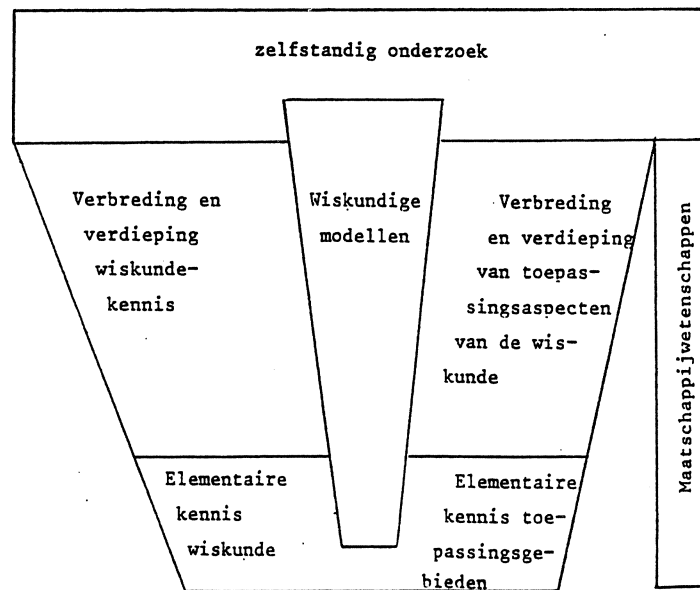 zelfstandig onderzoek
Verbreding en
verdieping
wiskunde-
kennis
Wiskundige
modellen
Verbreding
en verdieping
van toepas-
singsaspecten
van de wis-
kunde
Maatschappijwetenschappen
Elementaire
kennis
wiskunde
Elementaire
kennis toe-
passingsge-
bieden